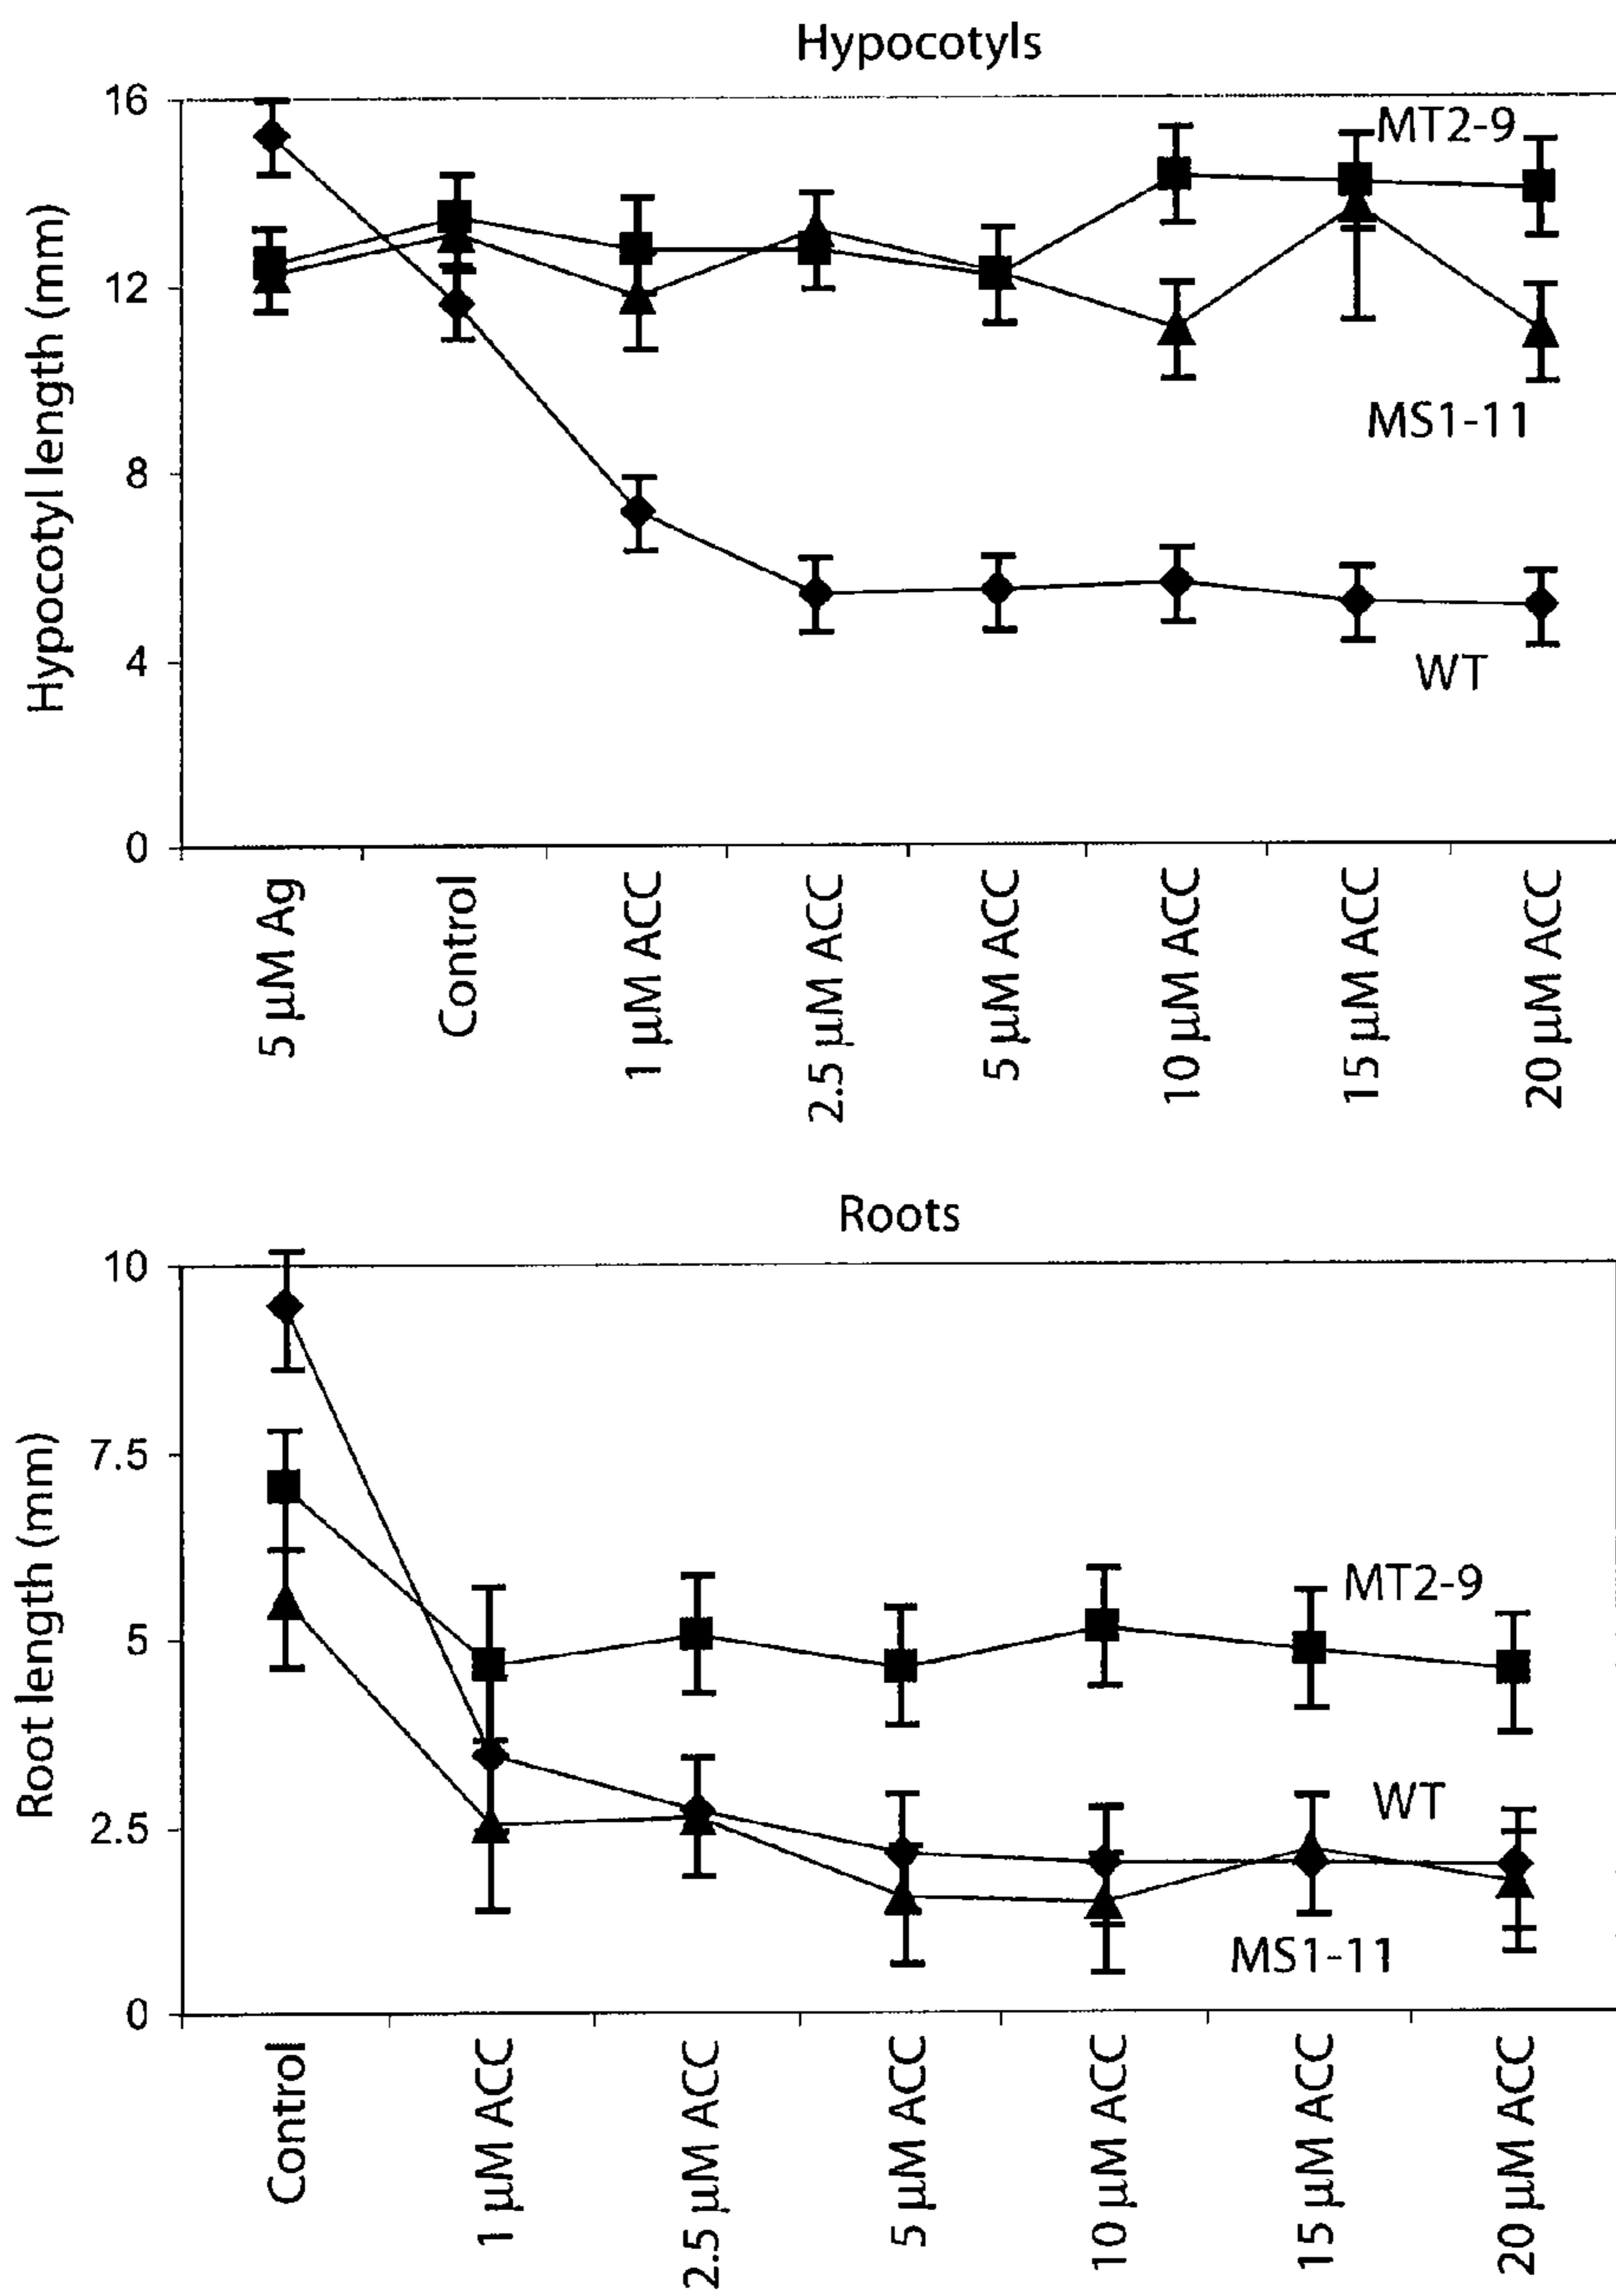 Hypocotyls
Hypocotyl length (mm)
16
12
8
4
0
MT2-9
MS1-11
WT
5 µM Ag
Control
1 µM ACC
2.5 µM ACC
5 µM ACC
10 µM ACC
15 µM ACC
20 µM ACC
Roots
Root length (mm)
10
7.5
5
2.5
0
MT2-9
WT
MS1-11
Control
1 µM ACC
2.5 µM ACC
5 µM ACC
10 µM ACC
15 µM ACC
20 µM ACC